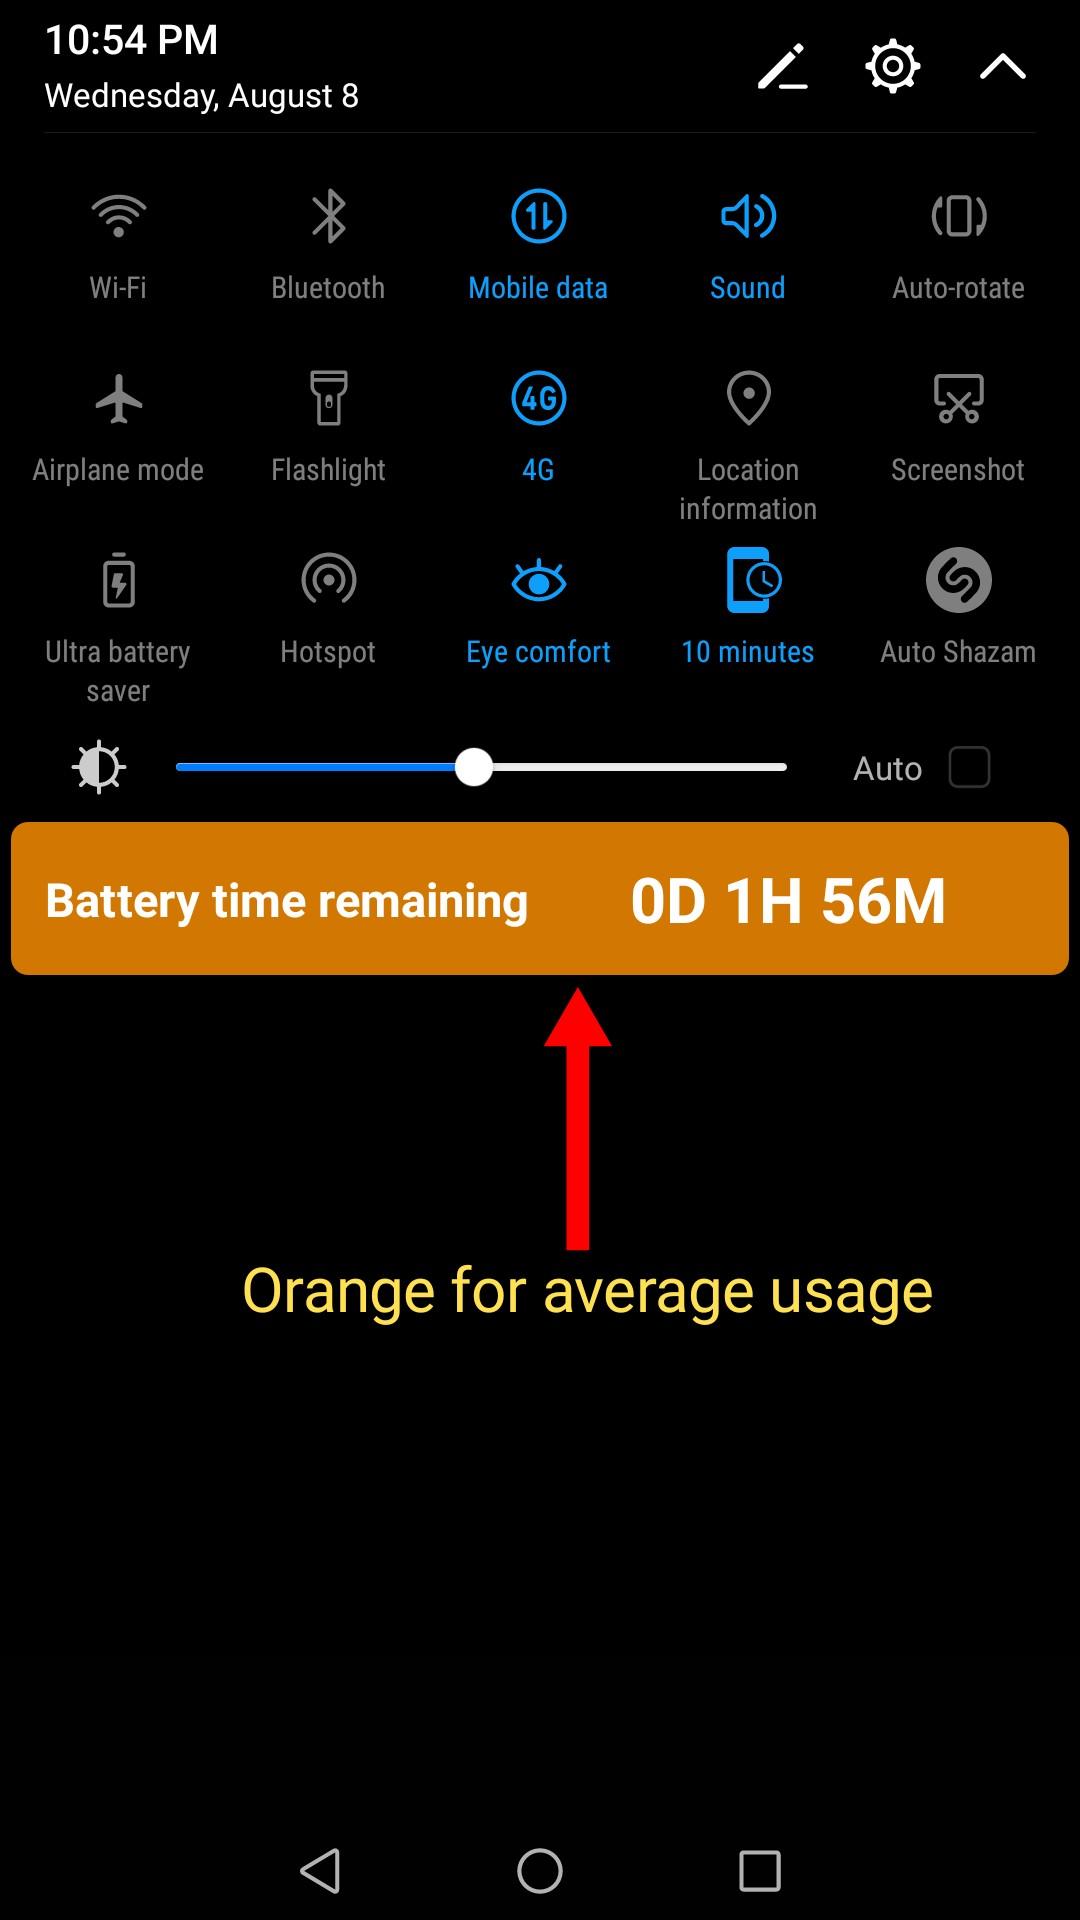 10:54 PM
Wednesday, August 8
Wi-Fi Bluetooth Mobile data Sound Auto-rotate
4G
Airplane mode Flashlight 4G Location information Screenshot
Ultra battery saver Hotspot Eye comfort 10 minutes Auto Shazam
Auto
Battery time remaining 0D 1H 56M
Orange for average usage